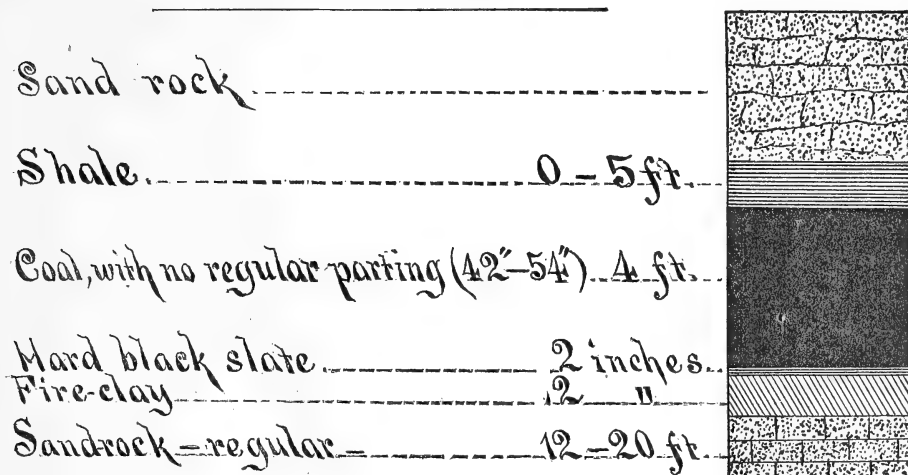 Sand rock
Shale. 0 – 5 ft.
Coal, with no regular parting (42"–54") 4 ft.
Hard black slate 2 inches.
Fire-clay 2 "
Sandrock – regular – 12 – 20 ft.